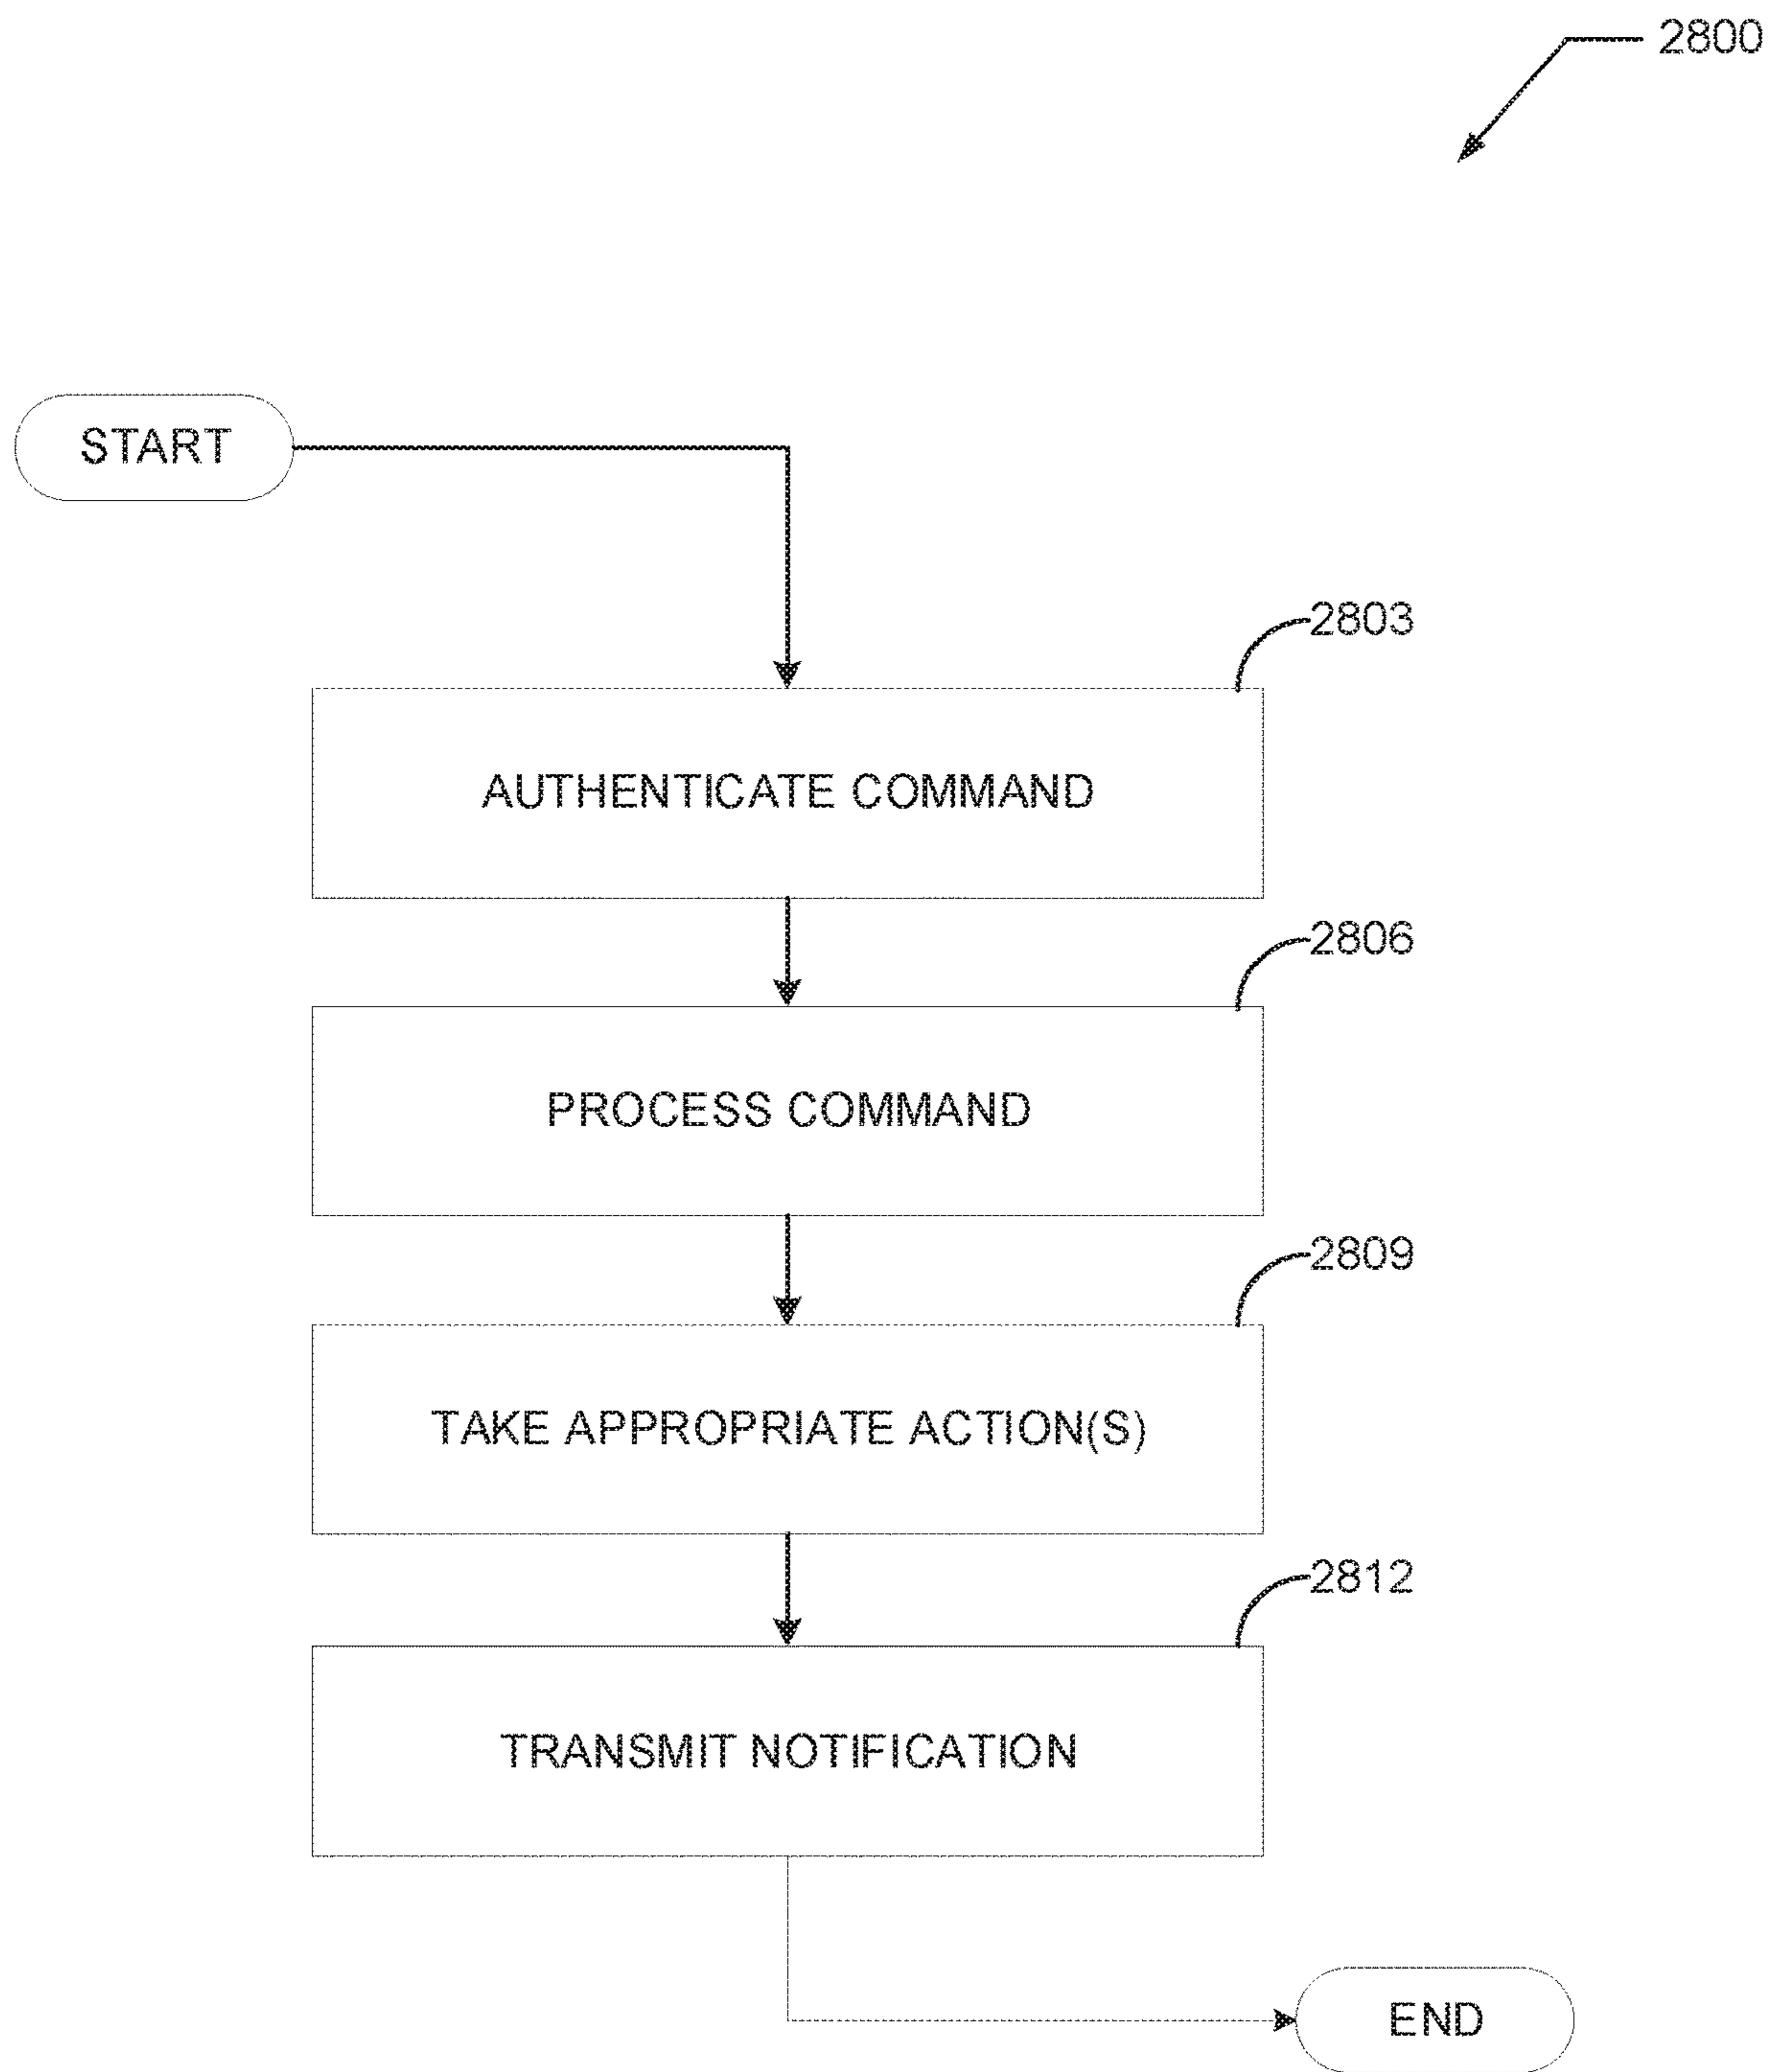 2800
START
2803
AUTHENTICATE COMMAND
2806
PROCESS COMMAND
2809
TAKE APPROPRIATE ACTION(S)
2812
TRANSMIT NOTIFICATION
END